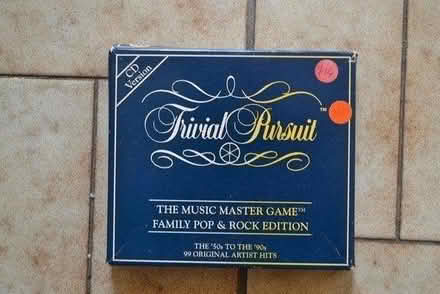 CD
Version
Trivial Pursuit
™
THE MUSIC MASTER GAME™
FAMILY POP & ROCK EDITION
THE '50s TO THE '90s
99 ORIGINAL ARTIST HITS